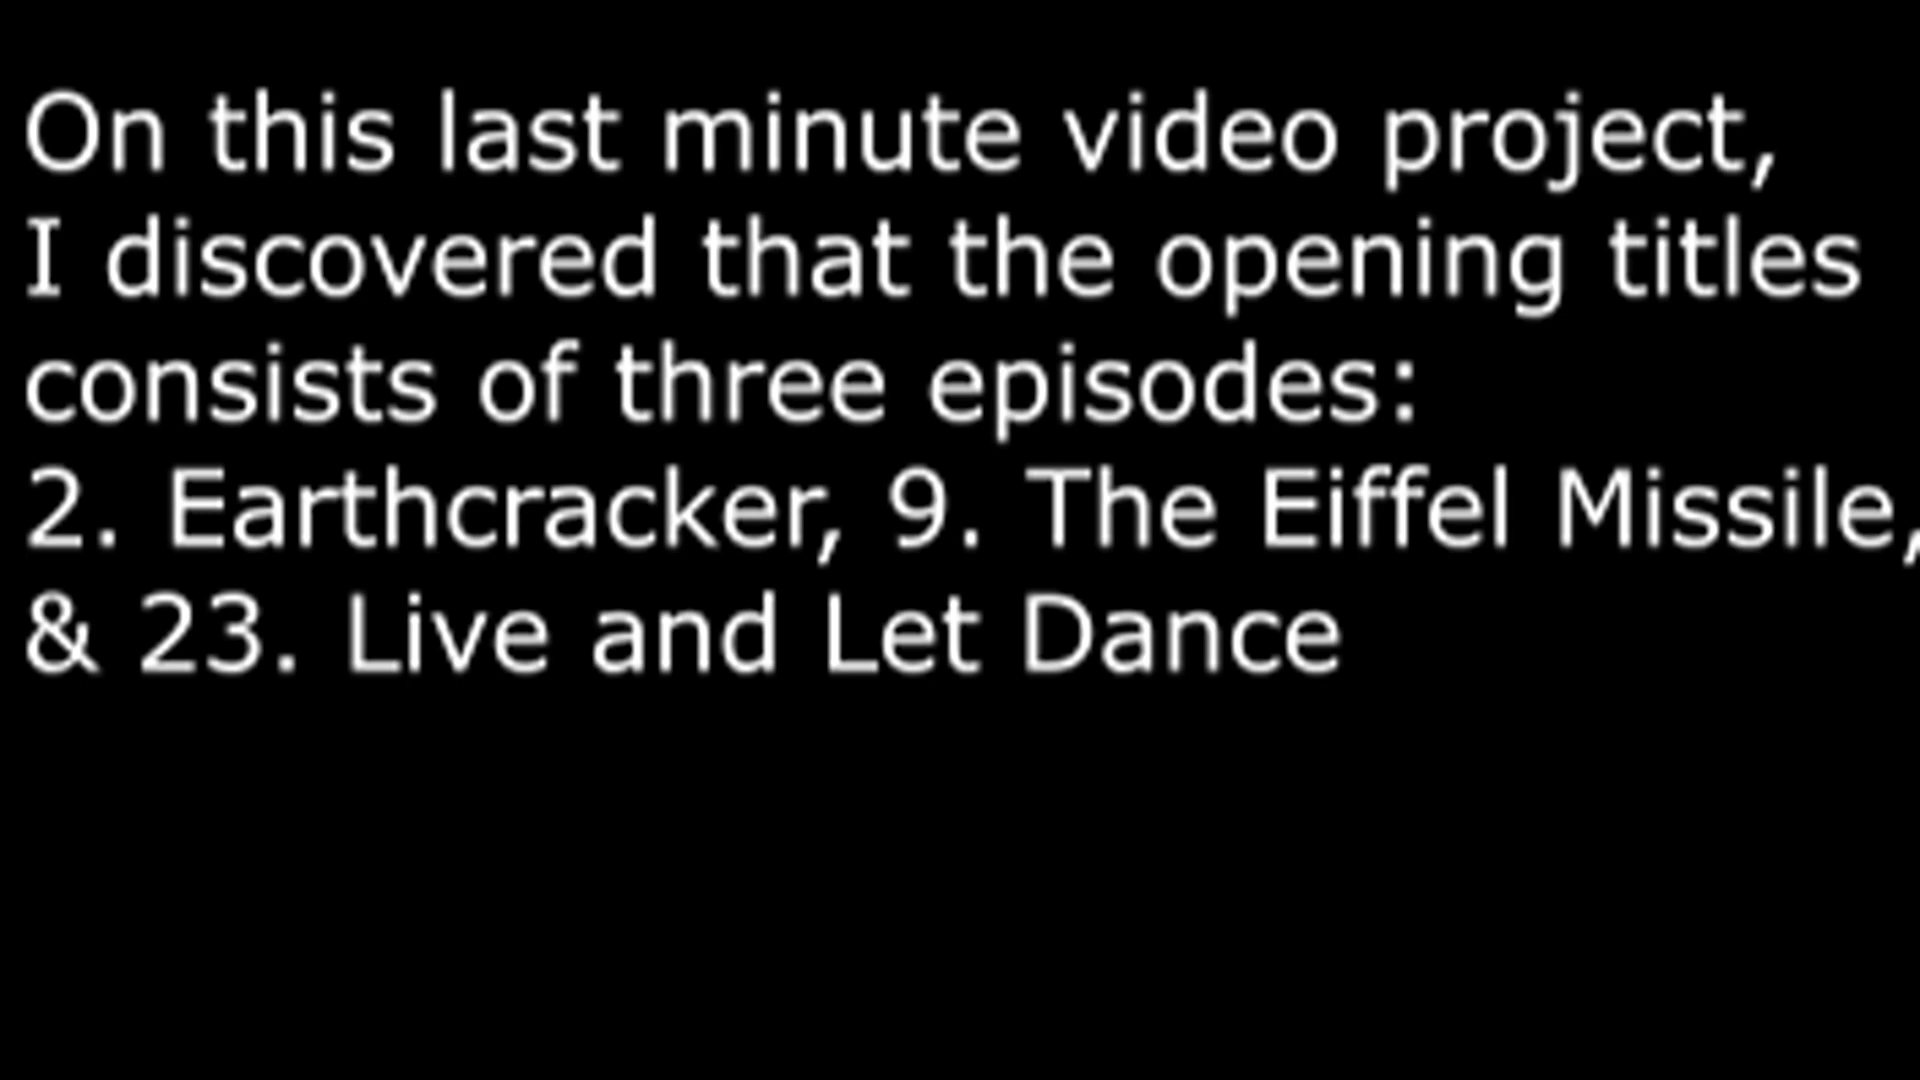 On this last minute video project,
I discovered that the opening titles
consists of three episodes:
2. Earthcracker, 9. The Eiffel Missile,
& 23. Live and Let Dance